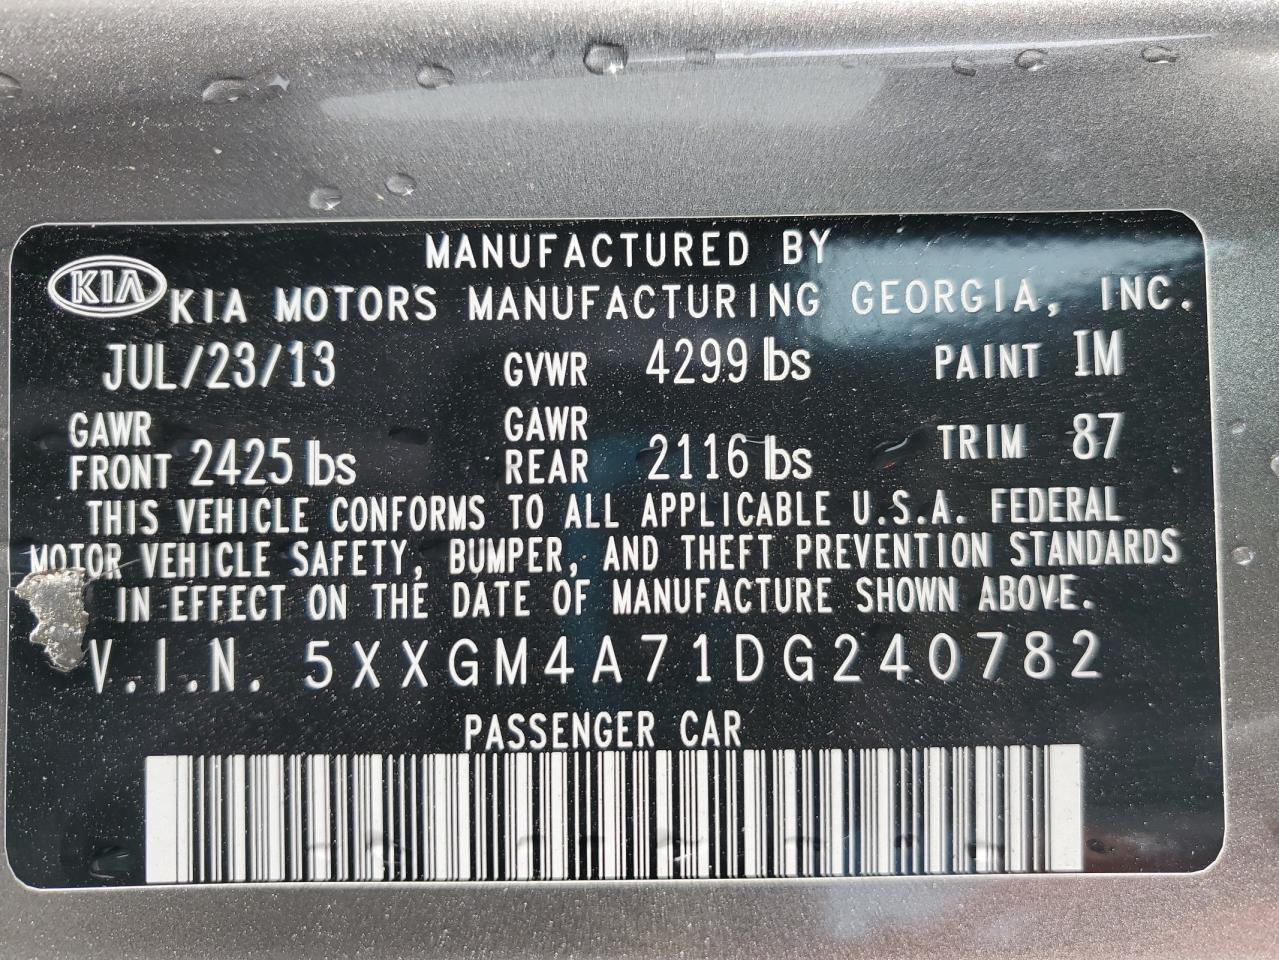 MANUFACTURED BY
KIA KIA MOTORS MANUFACTURING GEORGIA, INC.
JUL/23/13 GVWR 4299 lbs PAINT IM
GAWR FRONT 2425 lbs GAWR REAR 2116 lbs TRIM 87
THIS VEHICLE CONFORMS TO ALL APPLICABLE U.S.A. FEDERAL
MOTOR VEHICLE SAFETY, BUMPER, AND THEFT PREVENTION STANDARDS
IN EFFECT ON THE DATE OF MANUFACTURE SHOWN ABOVE.
V.I.N. 5XXGM4A71DG240782
PASSENGER CAR